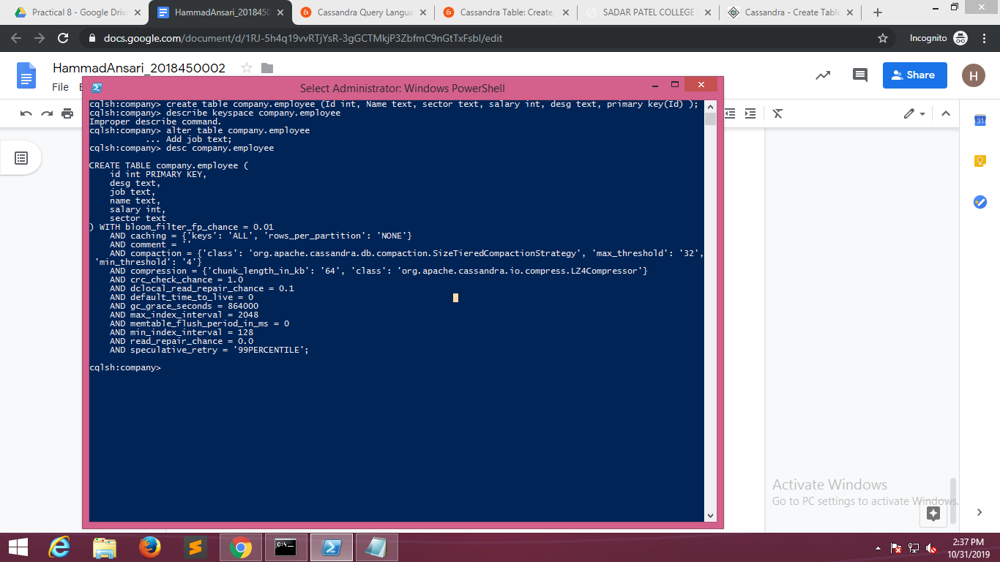 Practical 8 - Google Driv
HammadAnsari_2018450
Cassandra Query Langua
Cassandra Table: Create,
SADAR PATEL COLLEGE
Cassandra - Create Table
docs.google.com/document/d/1RJ-5h4q19vvRTjYsR-3gGCTMkjP3ZbfmC9nGtTxFsbI/edit
Incognito
HammadAnsari_2018450002
Share
H
File
Select Administrator: Windows PowerShell
cqlsh:company> create table company.employee (Id int, Name text, sector text, salary int, desg text, primary key(Id) );
cqlsh:company> describe keyspace company.employee
Improper describe command.
cqlsh:company> alter table company.employee
... Add job text;
cqlsh:company> desc company.employee
CREATE TABLE company.employee (
id int PRIMARY KEY,
desg text,
job text,
name text,
salary int,
sector text
) WITH bloom_filter_fp_chance = 0.01
AND caching = {'keys': 'ALL', 'rows_per_partition': 'NONE'}
AND comment = ''
AND compaction = {'class': 'org.apache.cassandra.db.compaction.SizeTieredCompactionStrategy', 'max_threshold': '32',
'min_threshold': '4'}
AND compression = {'chunk_length_in_kb': '64', 'class': 'org.apache.cassandra.io.compress.LZ4Compressor'}
AND crc_check_chance = 1.0
AND dclocal_read_repair_chance = 0.1
AND default_time_to_live = 0
AND gc_grace_seconds = 864000
AND max_index_interval = 2048
AND memtable_flush_period_in_ms = 0
AND min_index_interval = 128
AND read_repair_chance = 0.0
AND speculative_retry = '99PERCENTILE';
cqlsh:company>
31
Activate Windows
Go to PC settings to activate Windows.
2:37 PM
10/31/2019